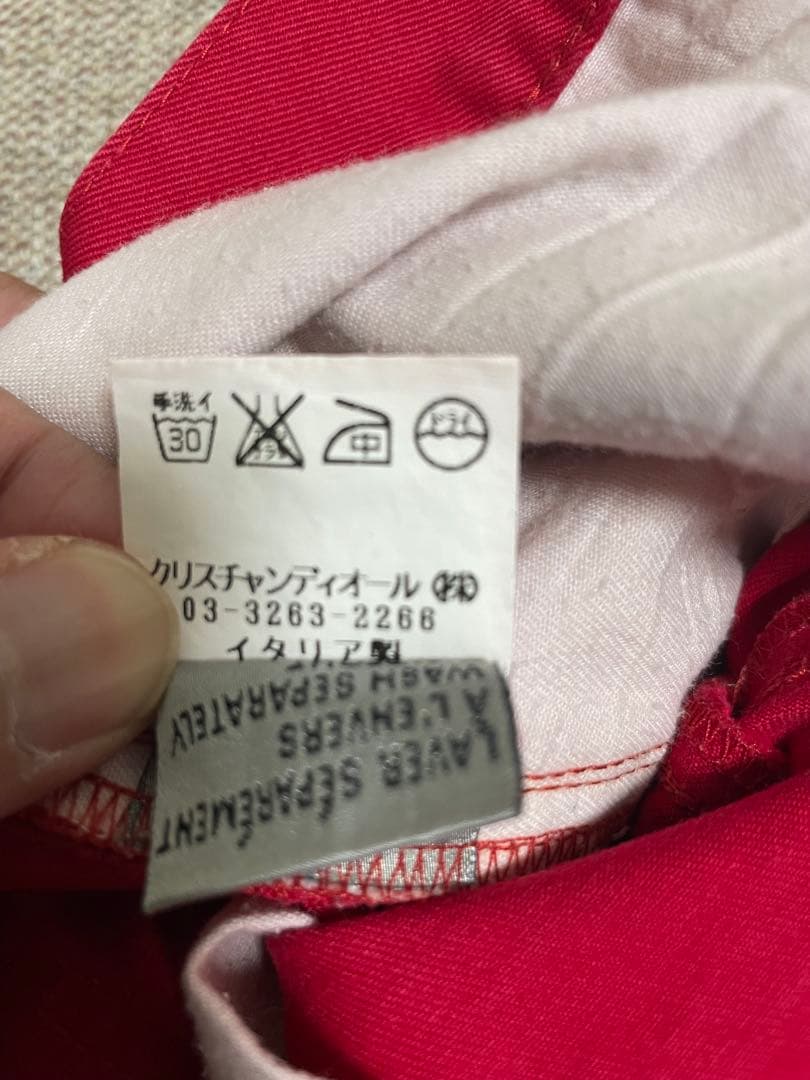 手洗イ
30
中
ドライ
クリスチャンディオール㈱
03-3263-2266
イタリア製
LAVER SÉPARÉMENT
À L'ENVERS
WASH SEPARATELY